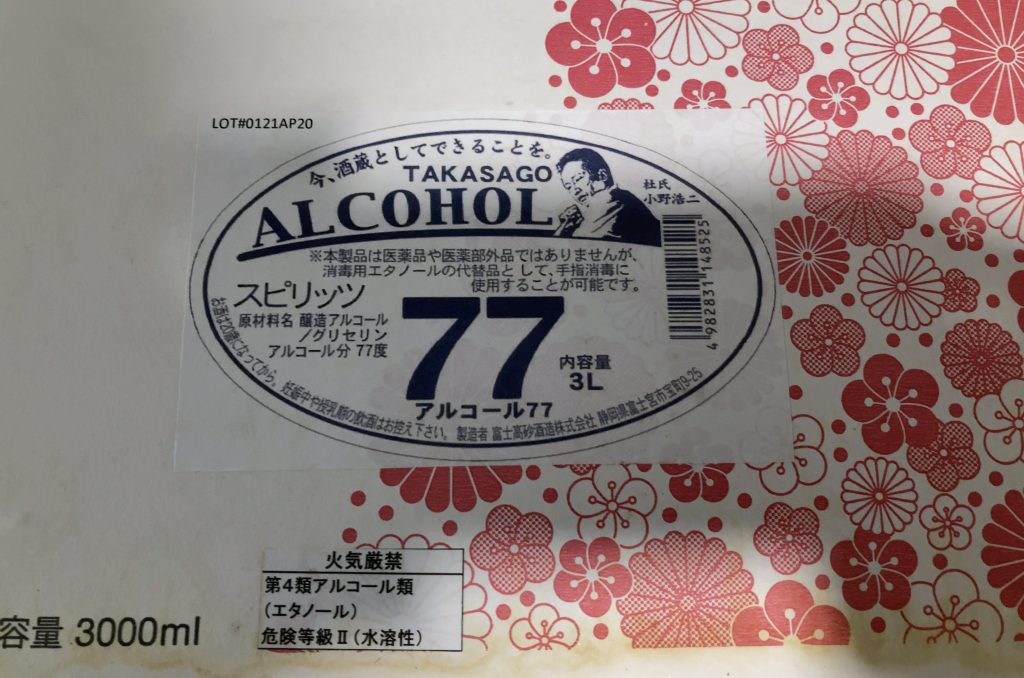 LOT#0121AP20
今、酒蔵としてできることを。
TAKASAGO
ALCOHOL
杜氏
小野浩二
※本製品は医薬品や医薬部外品ではありませんが、
消毒用エタノールの代替品として、手指消毒に
使用することが可能です。
スピリッツ
原材料名 醸造アルコール
/グリセリン
アルコール分 77度
77
アルコール77
内容量
3L
4982831148525
お酒は20歳になってから。妊娠中や授乳期の飲酒はお控え下さい。製造者 富士高砂酒造株式会社 静岡県富士宮市宝町9-25
火気厳禁
第4類アルコール類
(エタノール)
危険等級Ⅱ(水溶性)
容量 3000ml